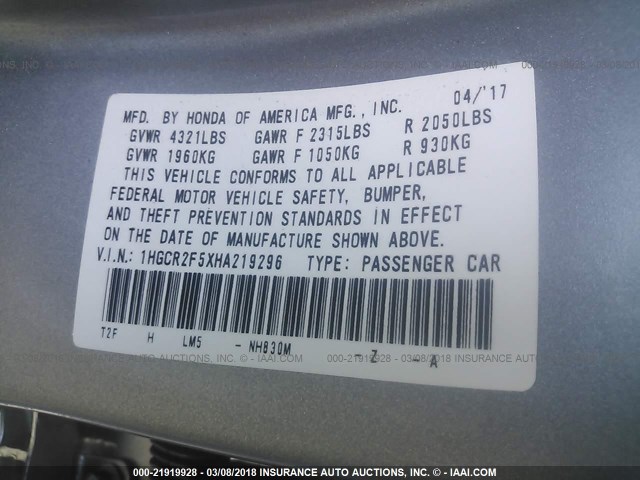 MFD. BY HONDA OF AMERICA MFG., INC. 04/'17
GVWR 4321LBS GAWR F 2315LBS R 2050LBS
GVWR 1960KG GAWR F 1050KG R 930KG
THIS VEHICLE CONFORMS TO ALL APPLICABLE
FEDERAL MOTOR VEHICLE SAFETY, BUMPER,
AND THEFT PREVENTION STANDARDS IN EFFECT
ON THE DATE OF MANUFACTURE SHOWN ABOVE.
V.I.N.: 1HGCR2F5XHA219296 TYPE: PASSENGER CAR
T2F H LM5 - NH830M - Z - A
000-21919928 - 03/08/2018 INSURANCE AUTO AUCTIONS, INC. - © - IAAI.COM